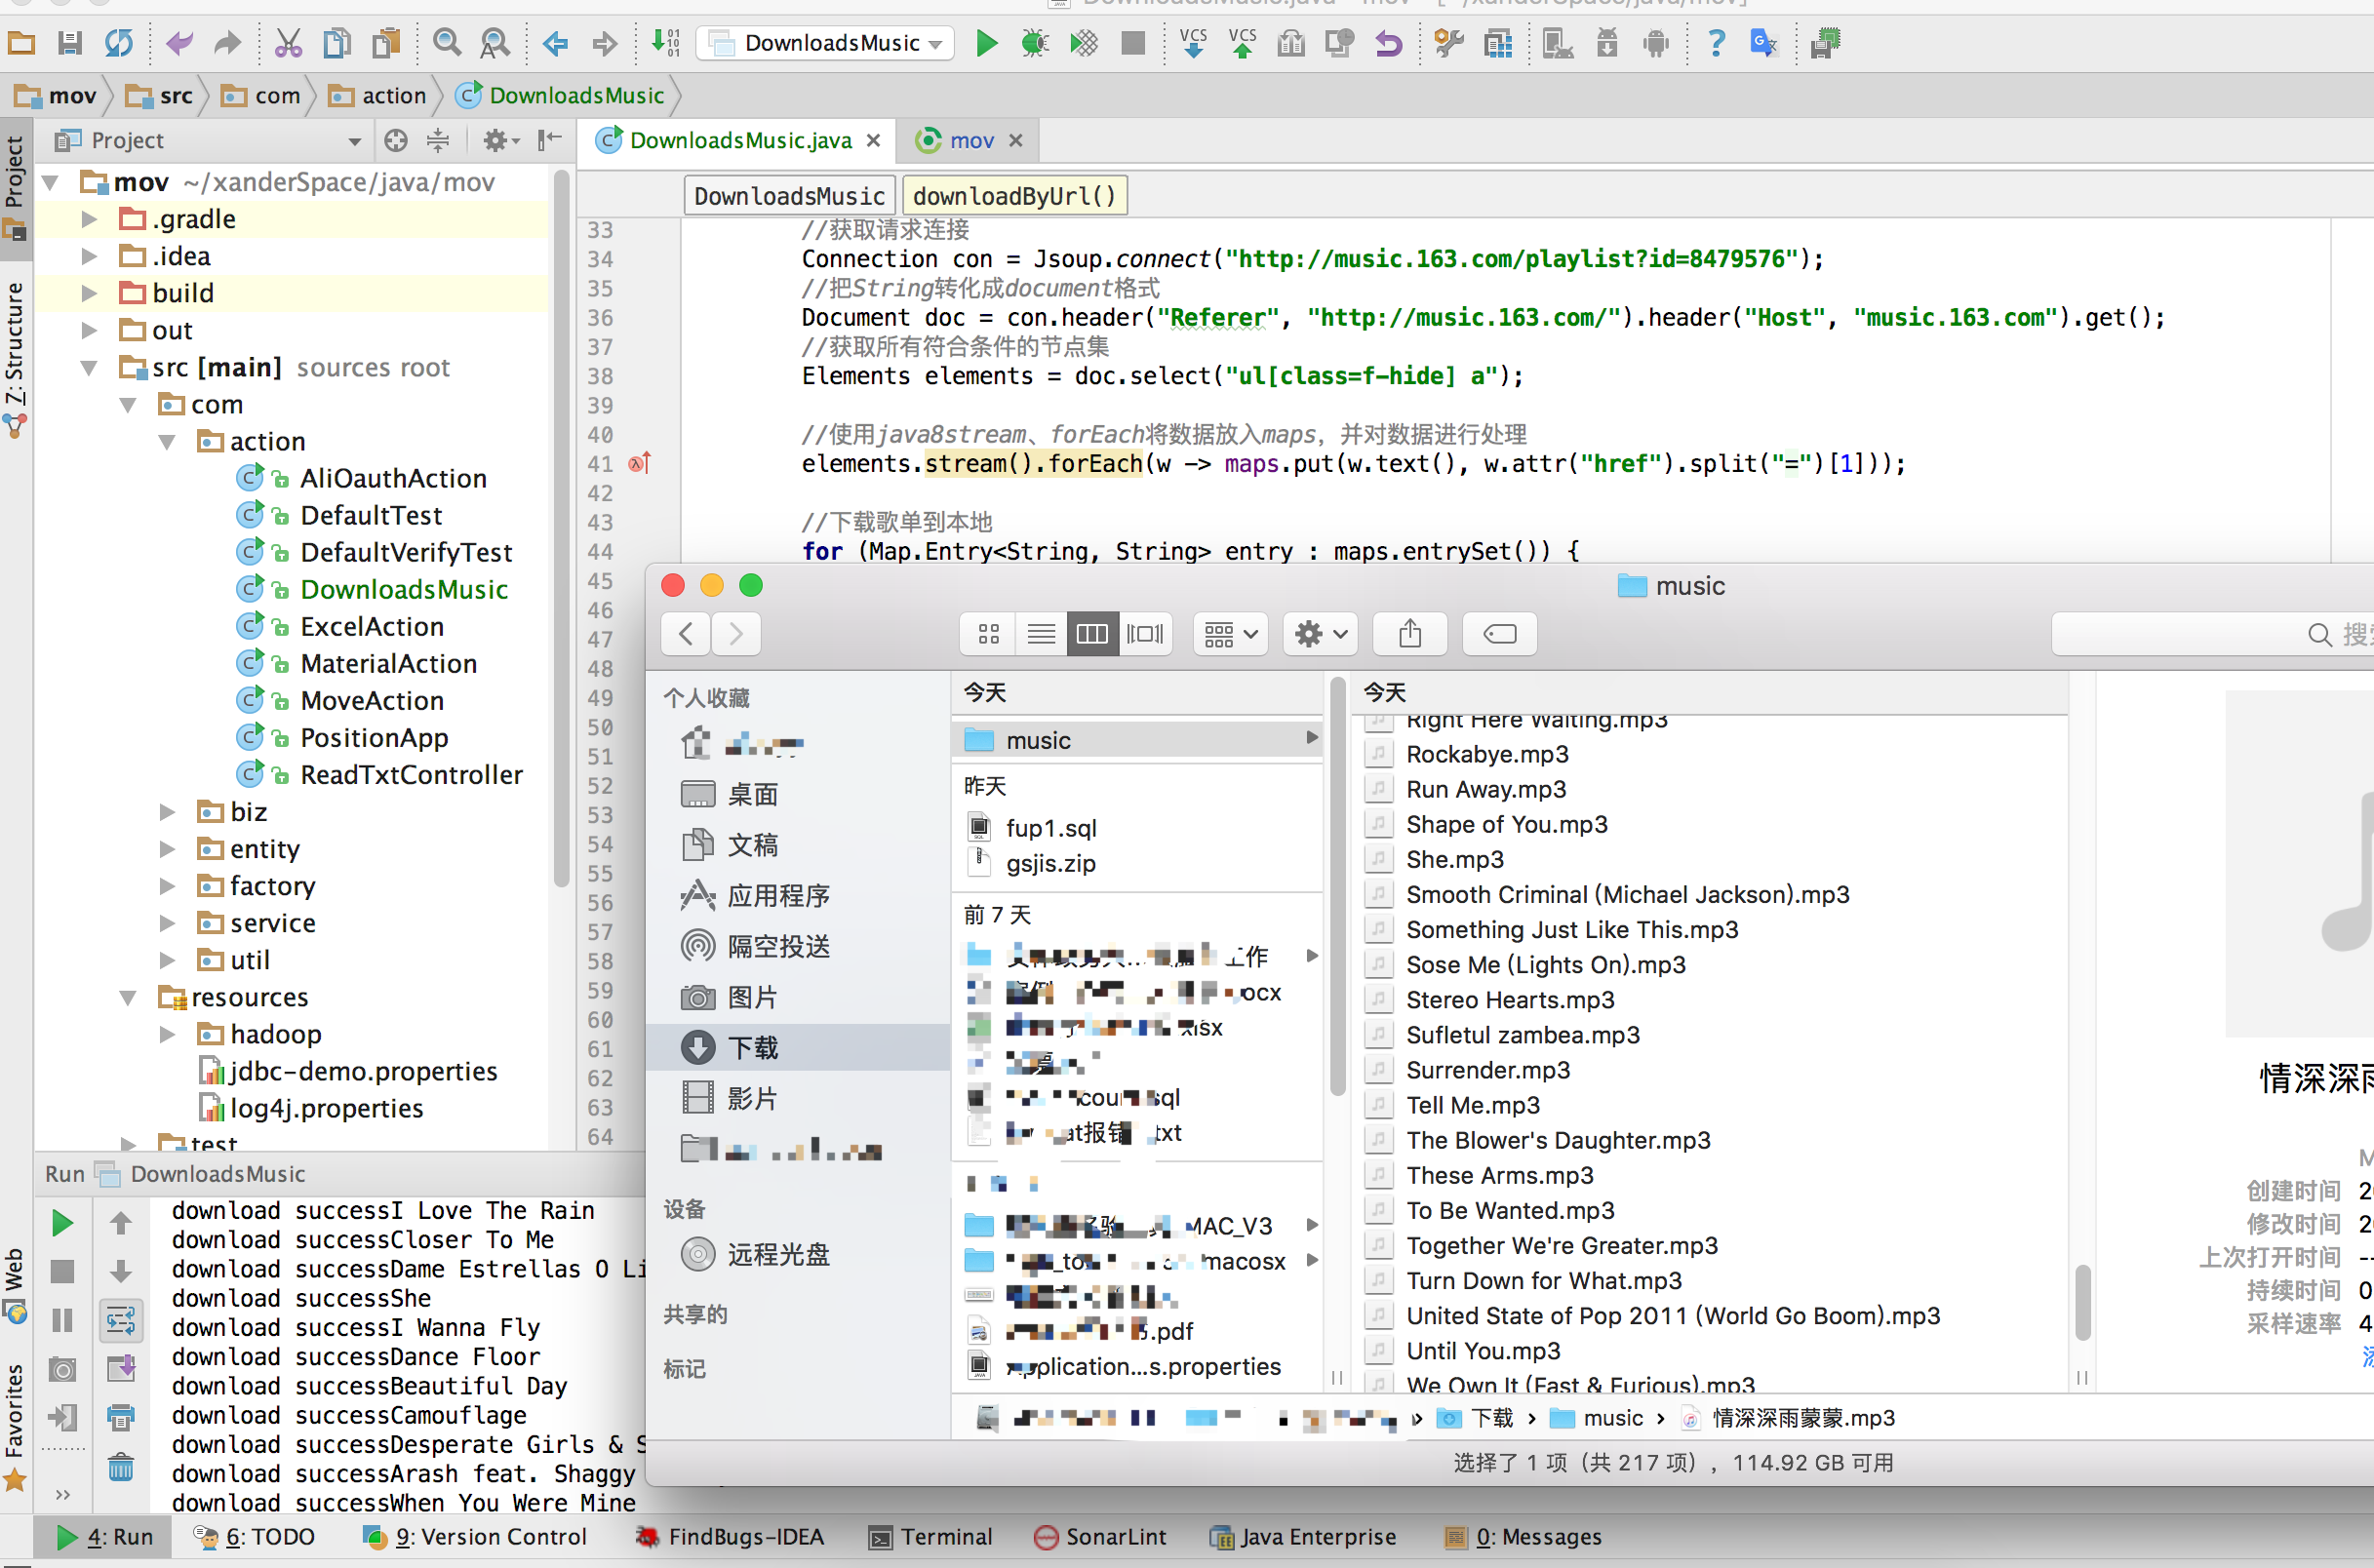 DownloadsMusic.java - mov - [~/xanderSpace/java/mov]
DownloadsMusic
VCS
VCS
mov
src
com
action
DownloadsMusic
Project
DownloadsMusic.java
mov
Project
Z: Structure
Web
Favorites
mov ~/xanderSpace/java/mov
.gradle
.idea
build
out
src [main] sources root
com
action
AliOauthAction
DefaultTest
DefaultVerifyTest
DownloadsMusic
ExcelAction
MaterialAction
MoveAction
PositionApp
ReadTxtController
biz
entity
factory
service
util
resources
hadoop
jdbc-demo.properties
log4j.properties
test
DownloadsMusic
downloadByUrl()
33 //获取请求连接
34 Connection con = Jsoup.connect("http://music.163.com/playlist?id=8479576");
35 //把String转化成document格式
36 Document doc = con.header("Referer", "http://music.163.com/").header("Host", "music.163.com").get();
37 //获取所有符合条件的节点集
38 Elements elements = doc.select("ul[class=f-hide] a");
39
40 //使用java8stream、forEach将数据放入maps，并对数据进行处理
41 elements.stream().forEach(w -> maps.put(w.text(), w.attr("href").split("=")[1]));
42
43 //下载歌单到本地
44 for (Map.Entry<String, String> entry : maps.entrySet()) {
45
46
47
48
49
50
51
52
53
54
55
56
57
58
59
60
61
62
63
64
Run DownloadsMusic
download successI Love The Rain
download successCloser To Me
download successDame Estrellas O Li
download successShe
download successI Wanna Fly
download successDance Floor
download successBeautiful Day
download successCamouflage
download successDesperate Girls & S
download successArash feat. Shaggy
download successWhen You Were Mine
music
个人收藏
桌面
文稿
应用程序
隔空投送
图片
下载
影片
设备
远程光盘
共享的
标记
今天
music
昨天
fup1.sql
gsjis.zip
前 7 天
工作
ocx
xlsx
sql
at报错 txt
MAC_V3
macosx
.pdf
s.properties
今天
Right Here Waiting.mp3
Rockabye.mp3
Run Away.mp3
Shape of You.mp3
She.mp3
Smooth Criminal (Michael Jackson).mp3
Something Just Like This.mp3
Sose Me (Lights On).mp3
Stereo Hearts.mp3
Sufletul zambea.mp3
Surrender.mp3
Tell Me.mp3
The Blower's Daughter.mp3
These Arms.mp3
To Be Wanted.mp3
Together We're Greater.mp3
Turn Down for What.mp3
United State of Pop 2011 (World Go Boom).mp3
Until You.mp3
We Own It (Fast & Furious).mp3
情深深雨
创建时间 2
修改时间 2
上次打开时间 --
持续时间 0
采样速率 4
下载 › music › 情深深雨蒙蒙.mp3
选择了 1 项（共 217 项），114.92 GB 可用
4: Run
6: TODO
9: Version Control
FindBugs-IDEA
Terminal
SonarLint
Java Enterprise
0: Messages